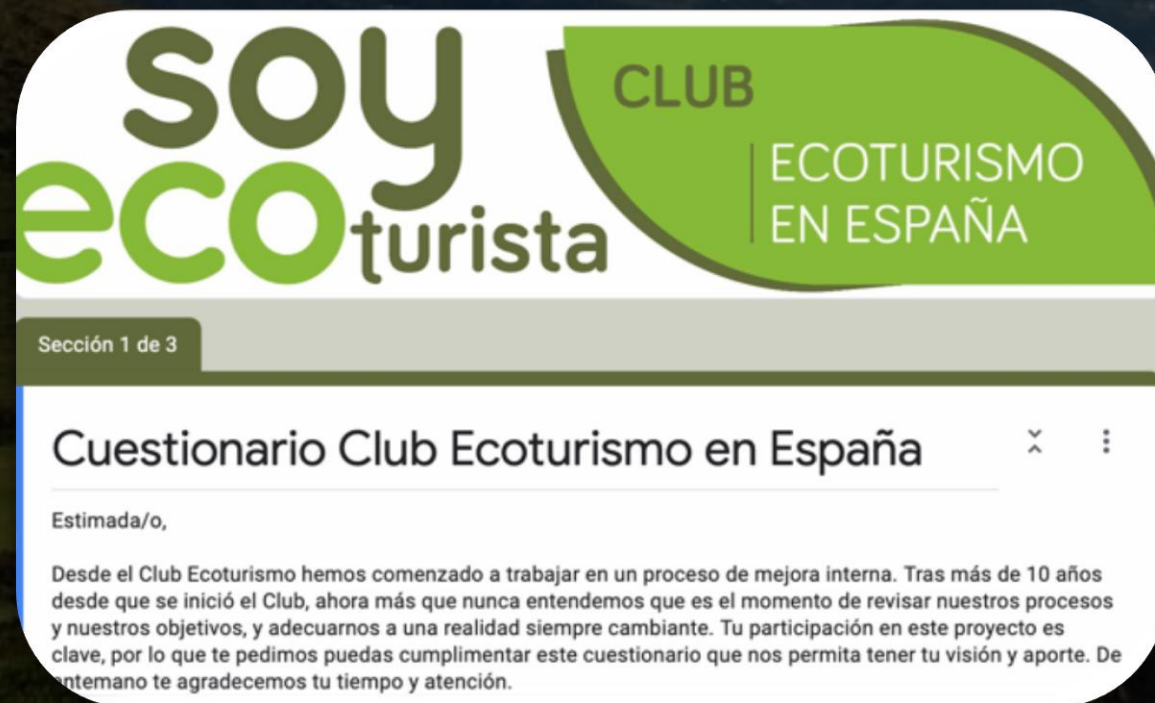 soy
ecoturista
CLUB
ECOTURISMO
EN ESPAÑA
Sección 1 de 3
Cuestionario Club Ecoturismo en España
Estimada/o,
Desde el Club Ecoturismo hemos comenzado a trabajar en un proceso de mejora interna. Tras más de 10 años
desde que se inició el Club, ahora más que nunca entendemos que es el momento de revisar nuestros procesos
y nuestros objetivos, y adecuarnos a una realidad siempre cambiante. Tu participación en este proyecto es
clave, por lo que te pedimos puedas cumplimentar este cuestionario que nos permita tener tu visión y aporte. De
antemano te agradecemos tu tiempo y atención.